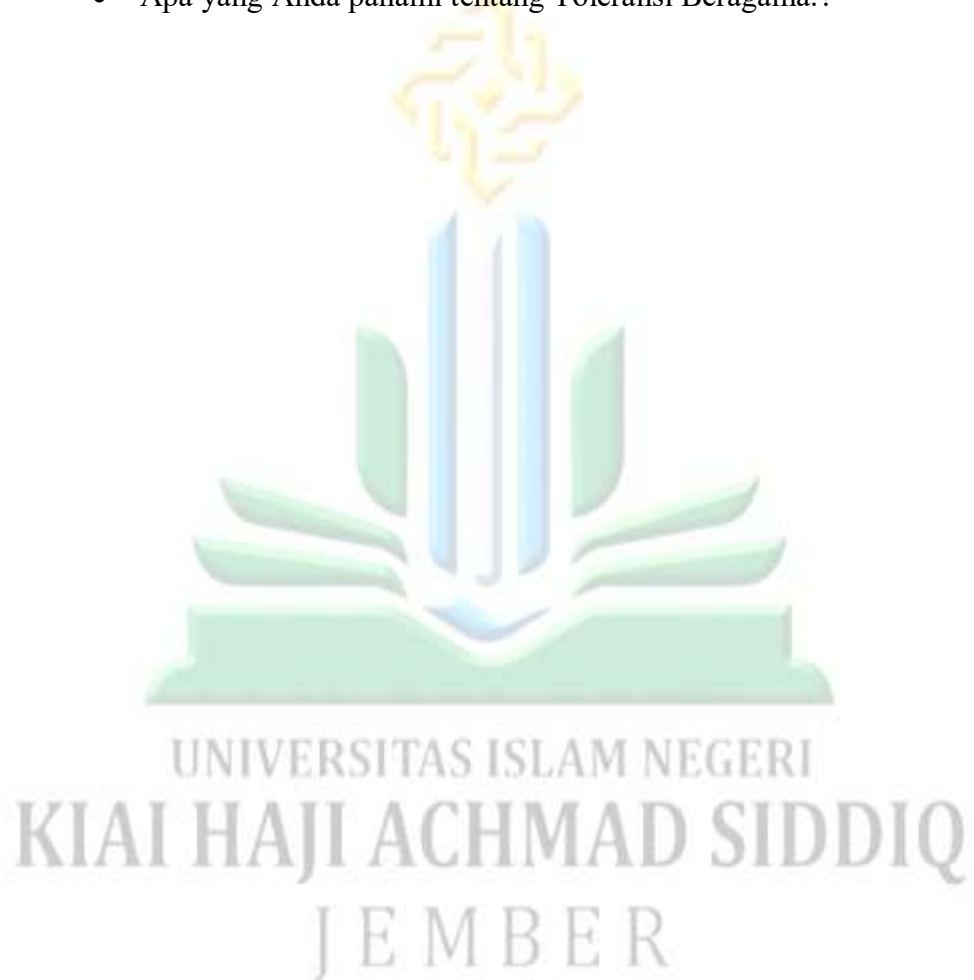 • Apa yang Anda pahami tentang Toleransi Beragama.?
UNIVERSITAS ISLAM NEGERI
KIAI HAJI ACHMAD SIDDIQ
JEMBER